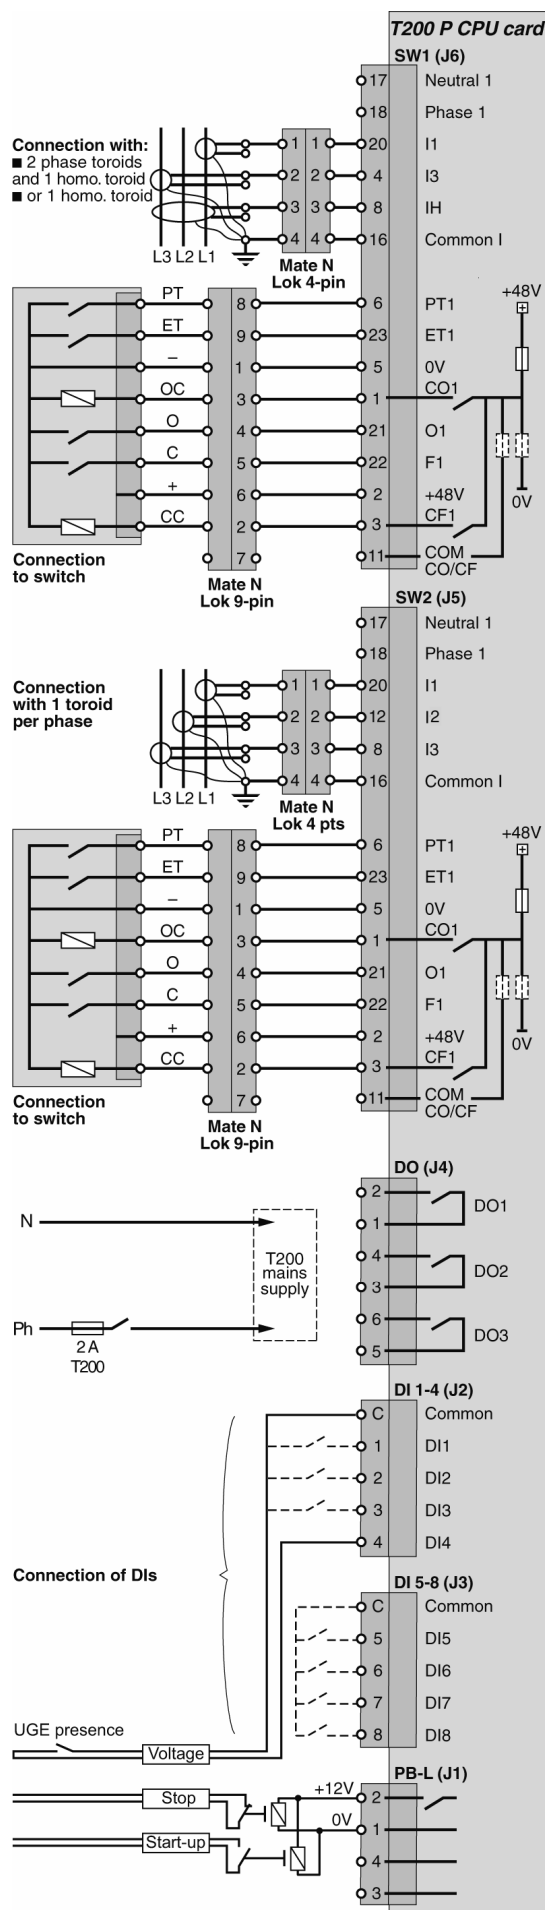 T200 P CPU card
SW1 (J6)
17 Neutral 1
18 Phase 1
Connection with:
■ 2 phase toroids
and 1 homo. toroid
■ or 1 homo. toroid
1 1 20 I1
2 2 4 I3
3 3 8 IH
4 4 16 Common I
L3 L2 L1
Mate N
Lok 4-pin
+48V
PT 8 6 PT1
ET 9 23 ET1
– 1 5 0V
OC 3 1 CO1
O 4 21 O1
C 5 22 F1
+ 6 2 +48V
0V
CC 2 3 CF1
7 11 COM
CO/CF
Connection
to switch
Mate N
Lok 9-pin
SW2 (J5)
17 Neutral 1
18 Phase 1
Connection
with 1 toroid
per phase
1 1 20 I1
2 2 12 I2
3 3 8 I3
4 4 16 Common I
L3 L2 L1
Mate N
Lok 4 pts
+48V
PT 8 6 PT1
ET 9 23 ET1
– 1 5 0V
OC 3 1 CO1
O 4 21 O1
C 5 22 F1
+ 6 2 +48V
0V
CC 2 3 CF1
7 11 COM
CO/CF
Connection
to switch
Mate N
Lok 9-pin
DO (J4)
2
DO1
1
N
T200
mains
supply
4
DO2
3
Ph
2 A
T200
6
DO3
5
DI 1-4 (J2)
C Common
1 DI1
2 DI2
3 DI3
4 DI4
Connection of DIs
DI 5-8 (J3)
C Common
5 DI5
6 DI6
7 DI7
8 DI8
UGE presence
Voltage
PB-L (J1)
Stop +12V 2
0V 1
Start-up
4
3